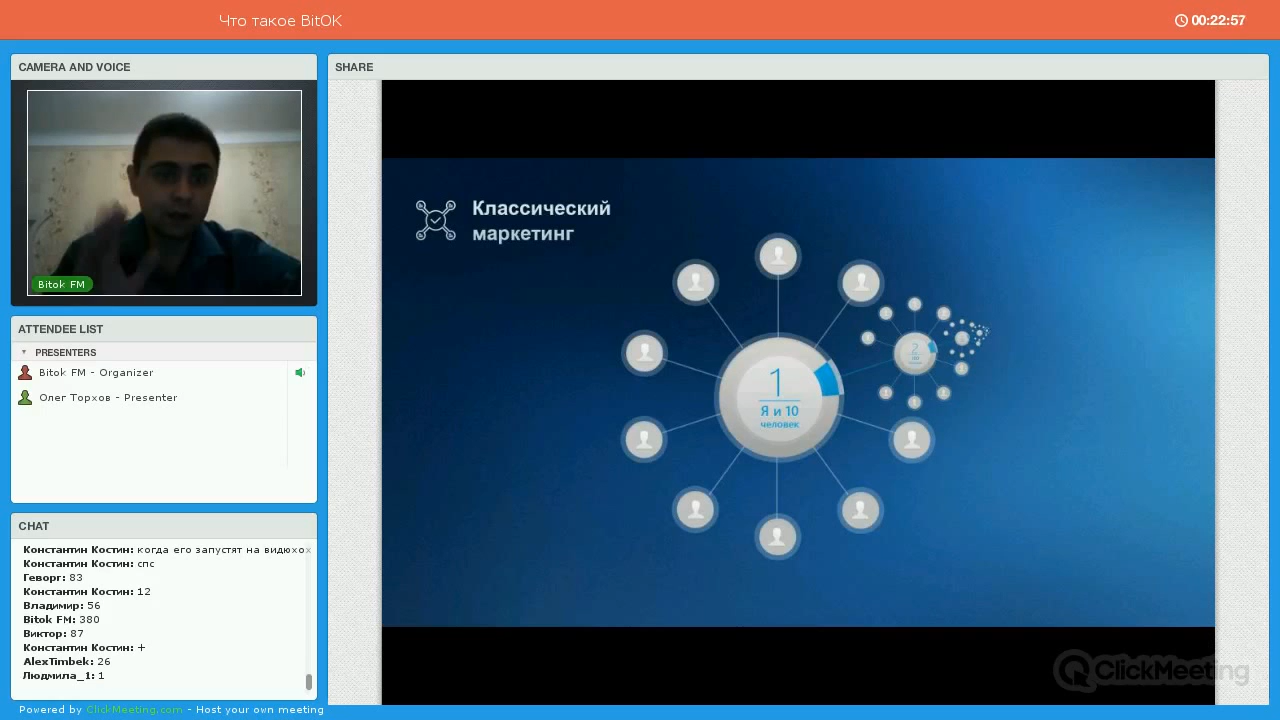 Что такое BitOK
00:22:57
CAMERA AND VOICE
Bitok FM
ATTENDEE LIST
PRESENTERS
Bitok FM - Organizer
Олег Торхов - Presenter
CHAT
Константин Костин: когда его запустят на видюхо
Константин Костин: спс
Геворг: 83
Константин Костин: 12
Владимир: 56
Bitok FM: 380
Виктор: 87
Константин Костин: +
AlexTimbek: 26
Людмила_1: 1
Powered by ClickMeeting.com - Host your own meeting
SHARE
Классический
маркетинг
1
Я и 10
человек
2
ClickMeeting